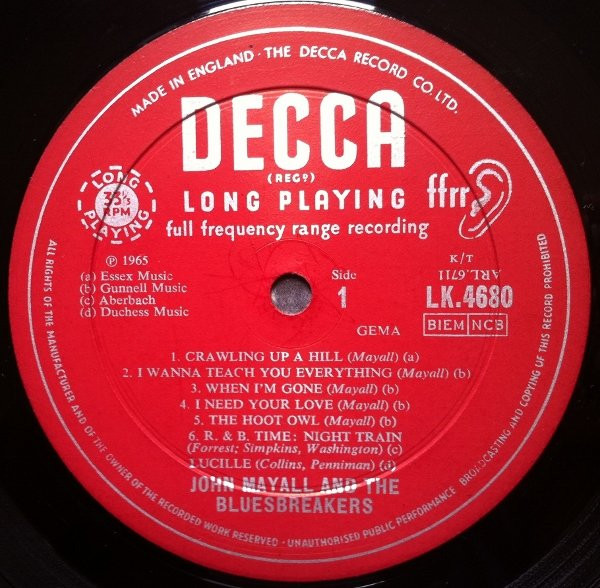 MADE IN ENGLAND · THE DECCA RECORD CO. LTD.
DECCA
(REGD)
LONG PLAYING
33⅓
RPM
LONG PLAYING
ffrr
full frequency range recording
℗ 1965
(a) Essex Music
(b) Gunnell Music
(c) Aberbach
(d) Duchess Music
Side
1
K/T
ARL.6711
LK.4680
GEMA
BIEM NCB
1. CRAWLING UP A HILL (Mayall) (a)
2. I WANNA TEACH YOU EVERYTHING (Mayall) (b)
3. WHEN I'M GONE (Mayall) (b)
4. I NEED YOUR LOVE (Mayall) (b)
5. THE HOOT OWL (Mayall) (b)
6. R. & B. TIME: NIGHT TRAIN
(Forrest; Simpkins, Washington) (c)
LUCILLE (Collins, Penniman) (d)
JOHN MAYALL AND THE
BLUESBREAKERS
ALL RIGHTS OF THE MANUFACTURER AND OF THE OWNER OF THE RECORDED WORK RESERVED · UNAUTHORISED PUBLIC PERFORMANCE BROADCASTING AND COPYING OF THIS RECORD PROHIBITED